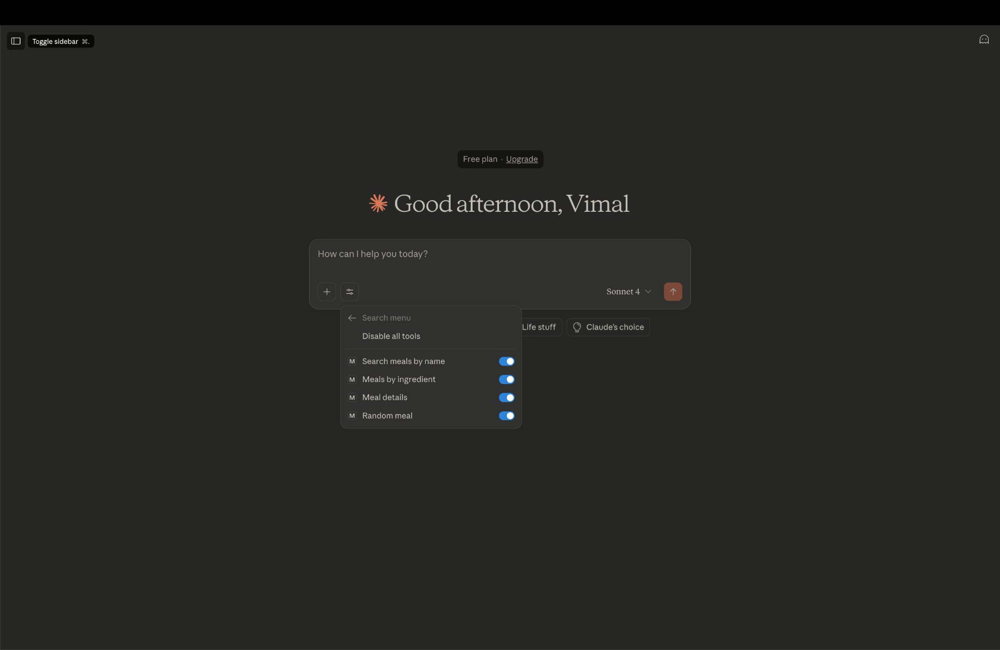 Toggle sidebar ⌘.
Free plan • Upgrade
Good afternoon, Vimal
How can I help you today?
Sonnet 4
Search menu
Life stuff
Claude's choice
Disable all tools
M Search meals by name
M Meals by ingredient
M Meal details
M Random meal